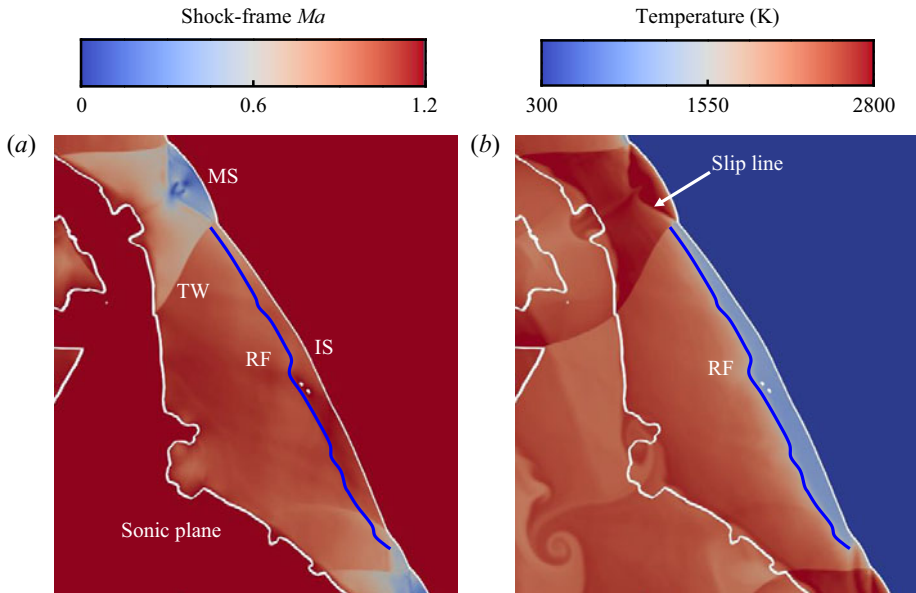 Shock-frame Ma
0 0.6 1.2
Temperature (K)
300 1550 2800
(a)
MS
TW
RF
IS
Sonic plane
(b)
Slip line
RF